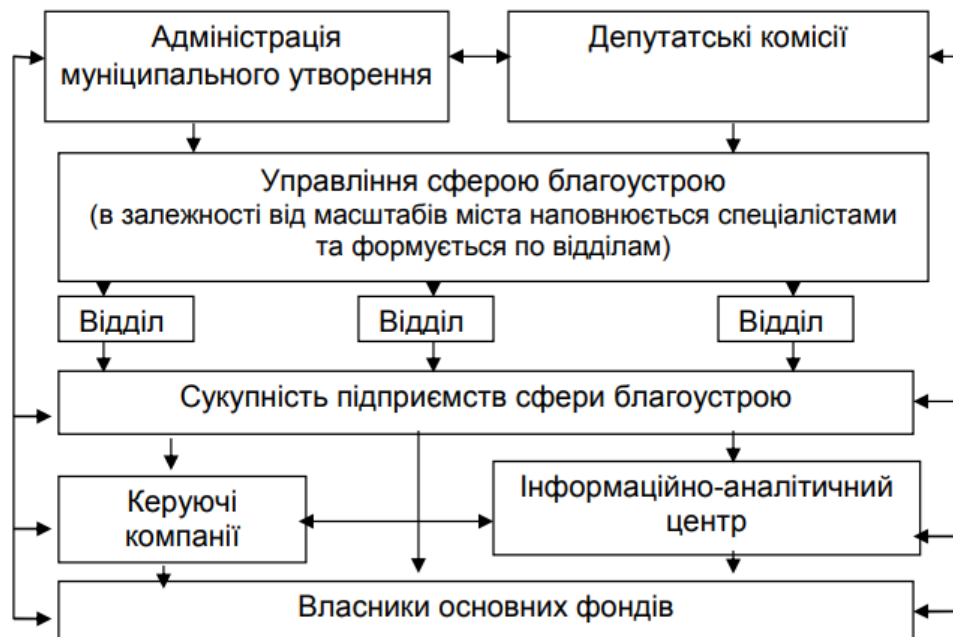 Адміністрація
муніципального утворення
Депутатські комісії
Управління сферою благоустрою
(в залежності від масштабів міста наповнюється спеціалістами
та формується по відділам)
Відділ
Відділ
Відділ
Сукупність підприємств сфери благоустрою
Керуючі
компанії
Інформаційно-аналітичний
центр
Власники основних фондів